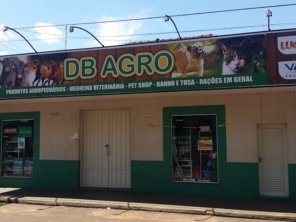 DB AGRO
PRODUTOS AGROPECUÁRIOS - MEDICINA VETERINÁRIA - PET SHOP - BANHO E TOSA - RAÇÕES EM GERAL